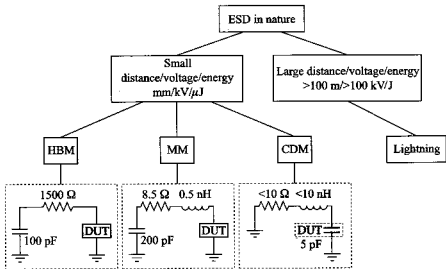 ESD in nature
Small
distance/voltage/energy
mm/kV/μJ
Large distance/voltage/energy
>100 m/>100 kV/J
HBM
MM
CDM
Lightning
1500 Ω
100 pF
DUT
8.5 Ω 0.5 nH
200 pF
DUT
<10 Ω <10 nH
DUT
5 pF